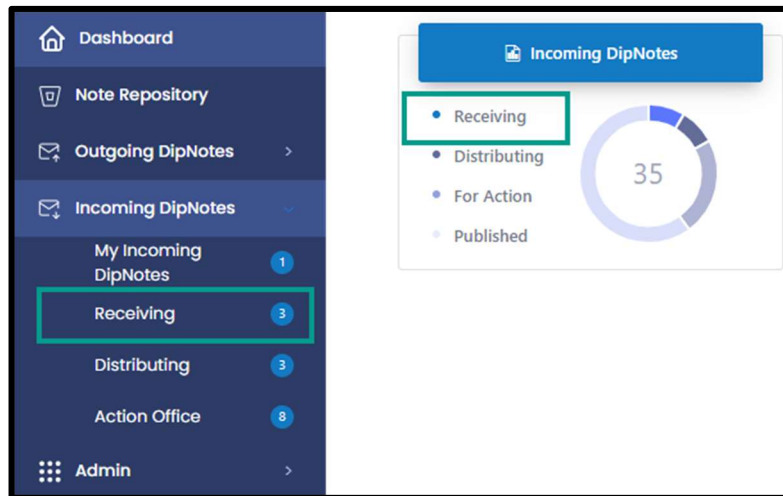 Dashboard
Note Repository
Outgoing DipNotes
Incoming DipNotes
My Incoming
DipNotes
1
Receiving
3
Distributing
3
Action Office
8
Admin
Incoming DipNotes
Receiving
Distributing
For Action
Published
35